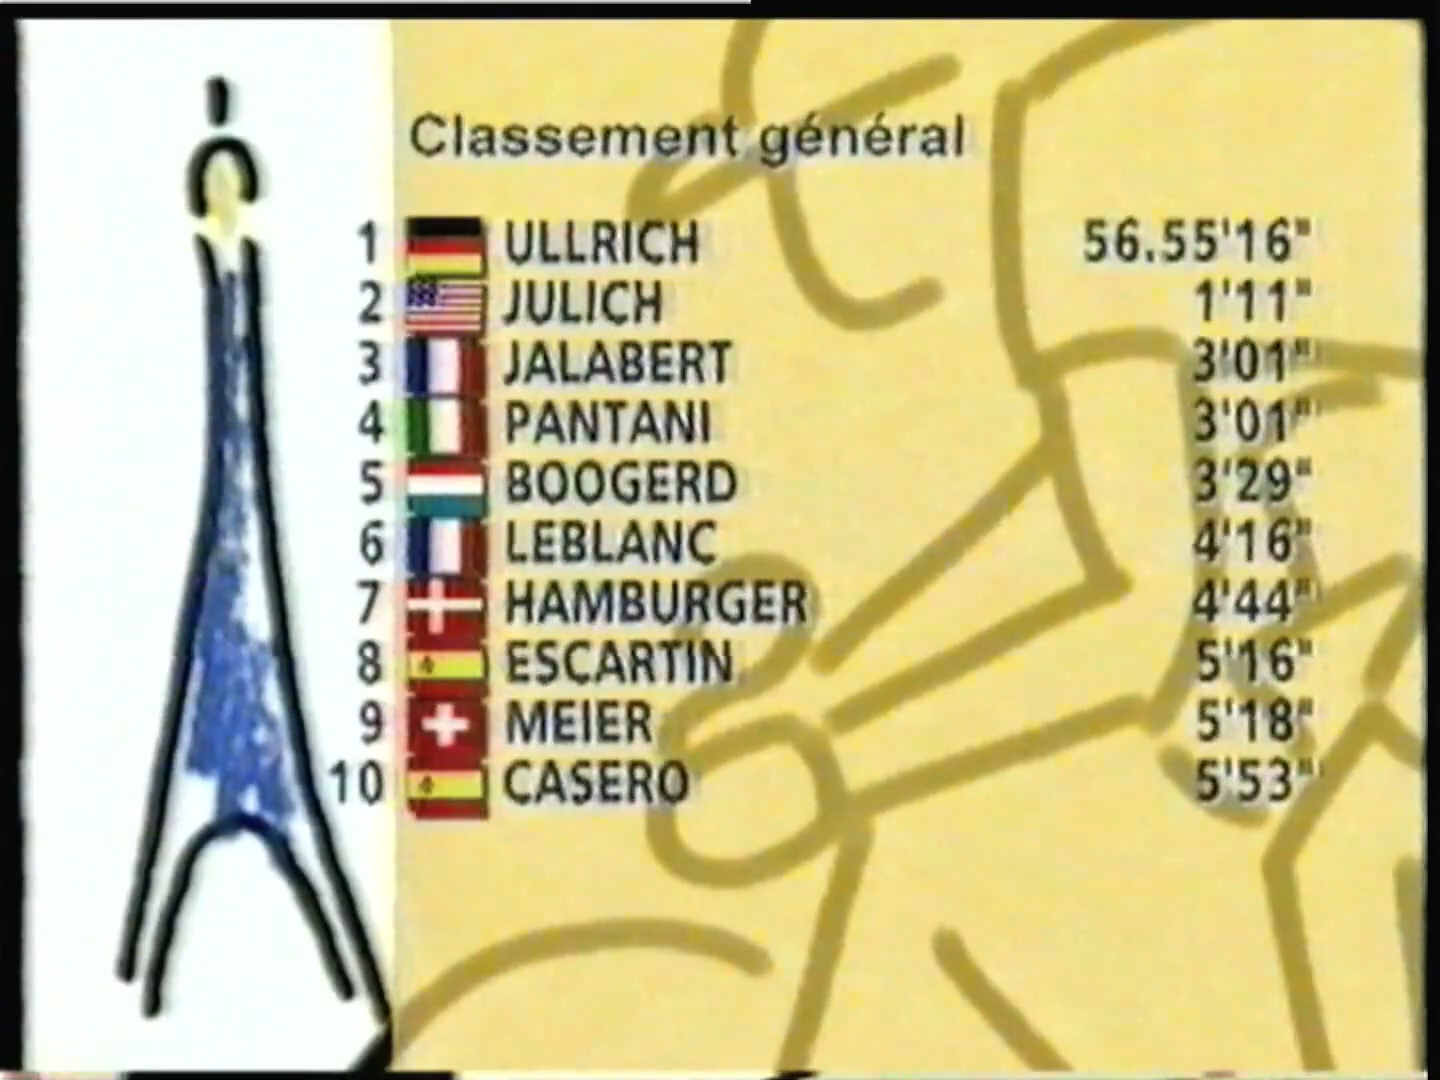 Classement général
1 ULLRICH 56.55'16"
2 JULICH 1'11"
3 JALABERT 3'01"
4 PANTANI 3'01"
5 BOOGERD 3'29"
6 LEBLANC 4'16"
7 HAMBURGER 4'44"
8 ESCARTIN 5'16"
9 MEIER 5'18"
10 CASERO 5'53"